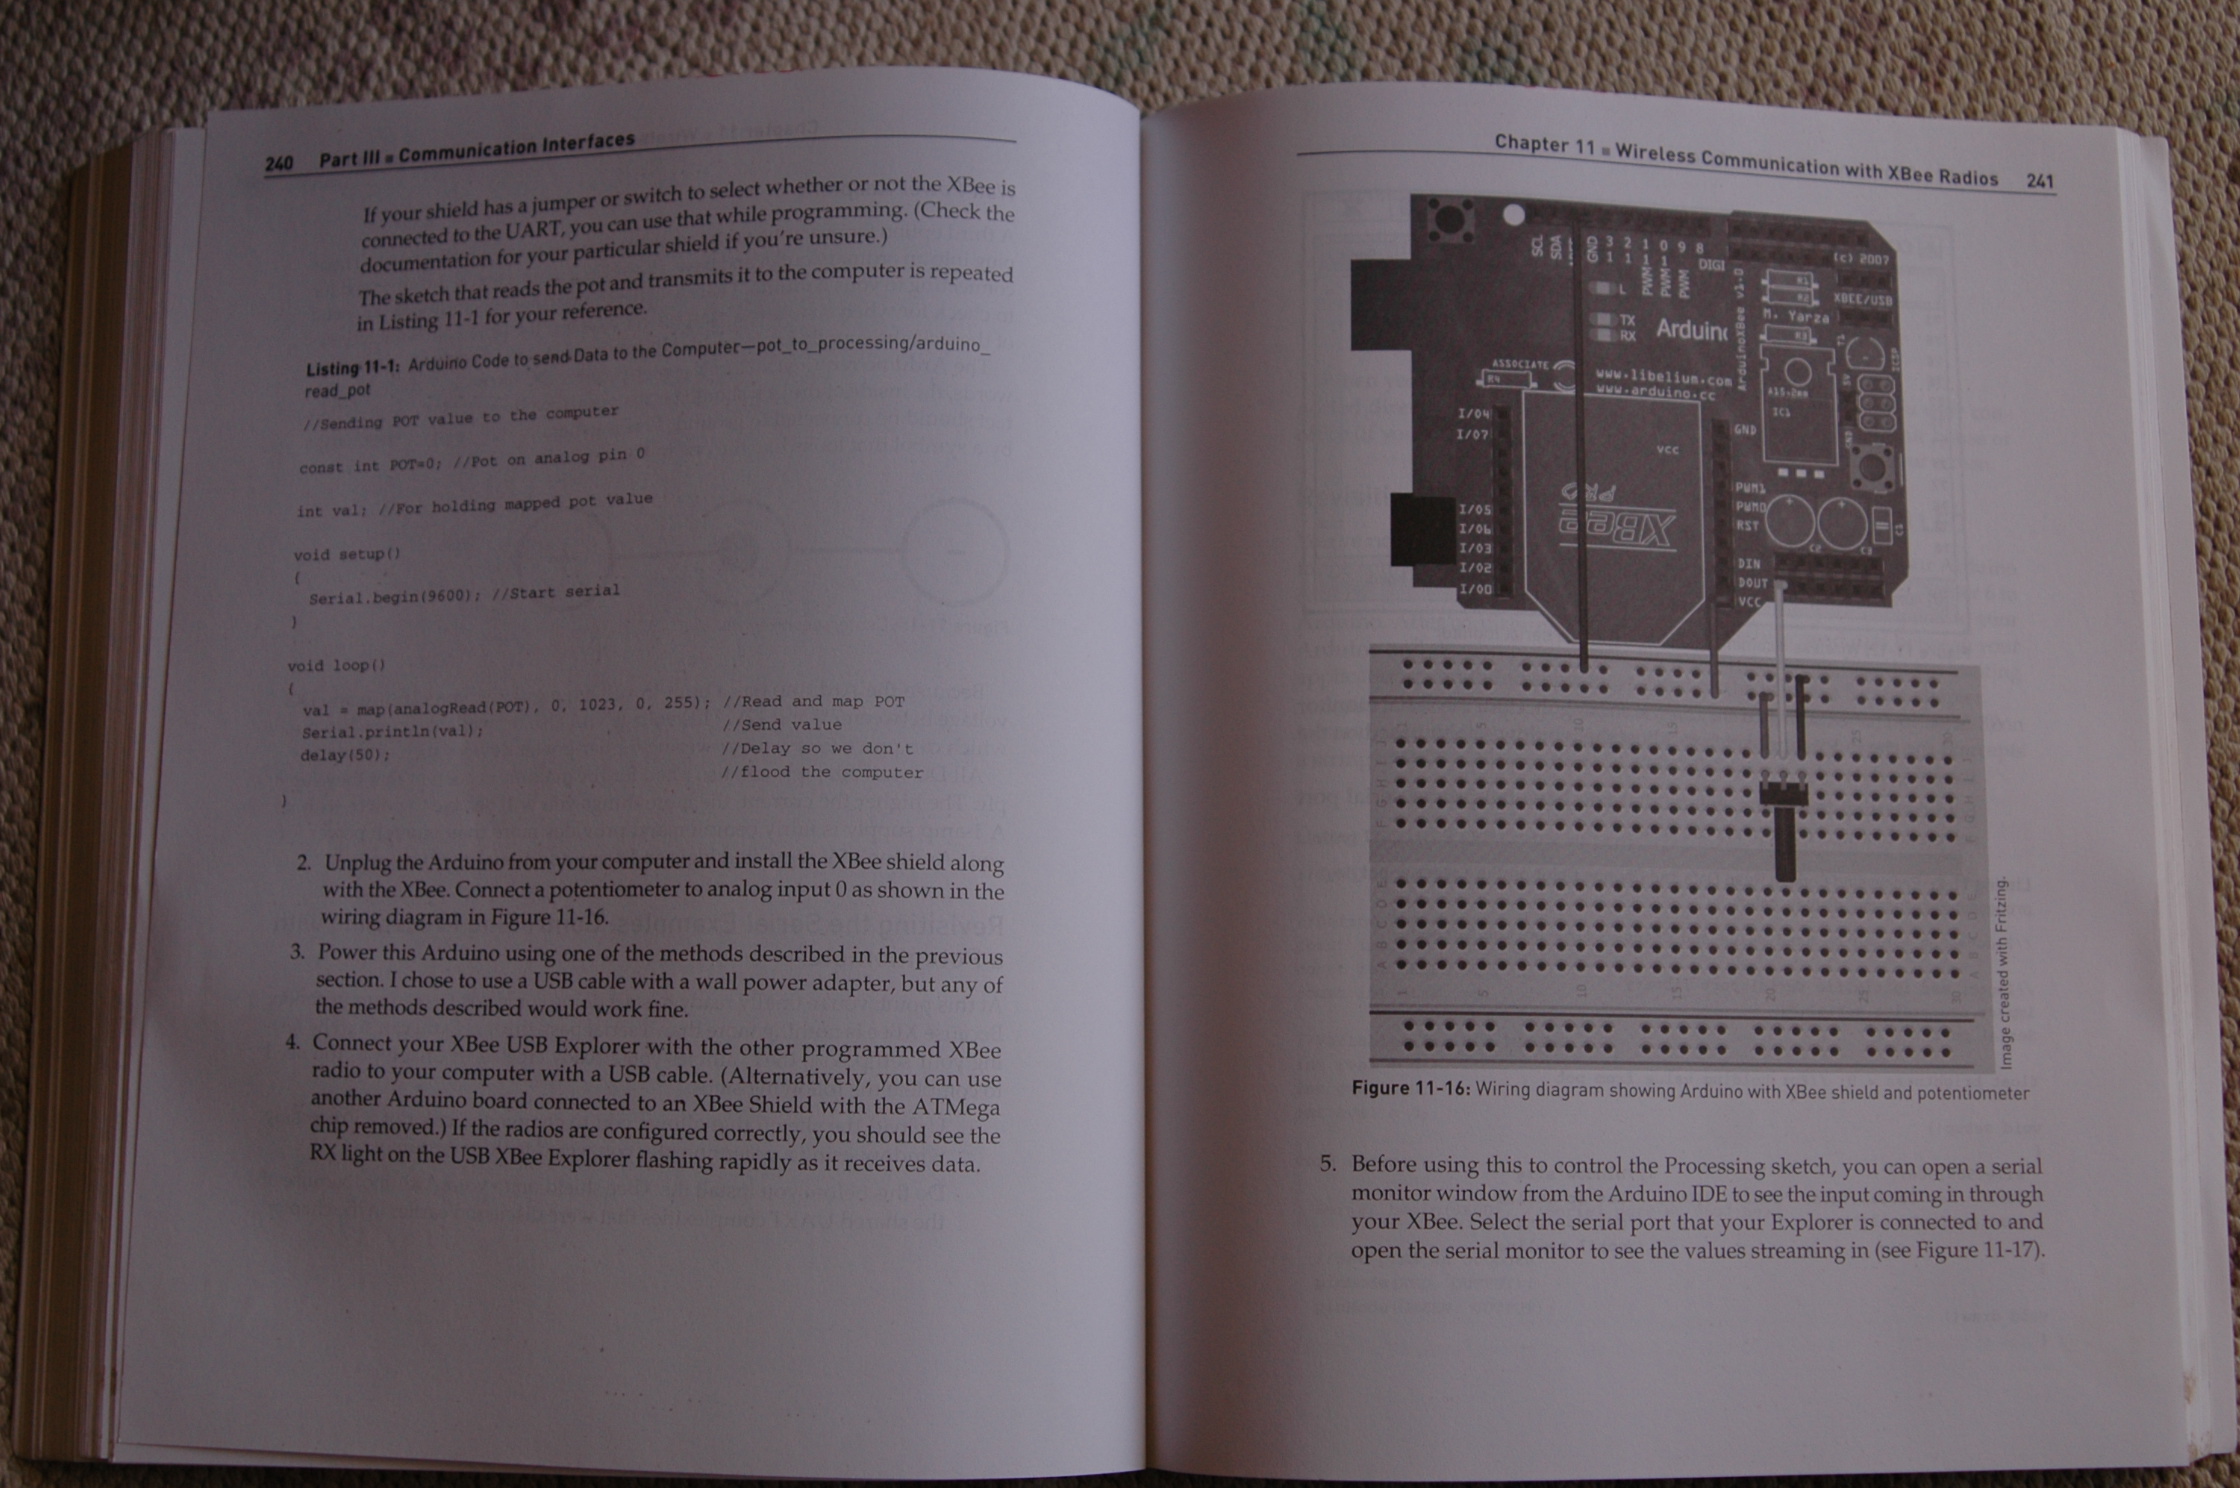 240 Part III ■ Communication Interfaces
If your shield has a jumper or switch to select whether or not the XBee is
connected to the UART, you can use that while programming. (Check the
documentation for your particular shield if you're unsure.)
The sketch that reads the pot and transmits it to the computer is repeated
in Listing 11-1 for your reference.
Listing 11-1: Arduino Code to send Data to the Computer—pot_to_processing/arduino_
read_pot
//Sending POT value to the computer
const int POT=0; //Pot on analog pin 0
int val; //For holding mapped pot value
void setup()
{
Serial.begin(9600); //Start serial
}
void loop()
{
val = map(analogRead(POT), 0, 1023, 0, 255); //Read and map POT
Serial.println(val); //Send value
delay(50); //Delay so we don't
//flood the computer
}
2. Unplug the Arduino from your computer and install the XBee shield along
with the XBee. Connect a potentiometer to analog input 0 as shown in the
wiring diagram in Figure 11-16.
3. Power this Arduino using one of the methods described in the previous
section. I chose to use a USB cable with a wall power adapter, but any of
the methods described would work fine.
4. Connect your XBee USB Explorer with the other programmed XBee
radio to your computer with a USB cable. (Alternatively, you can use
another Arduino board connected to an XBee Shield with the ATMega
chip removed.) If the radios are configured correctly, you should see the
RX light on the USB XBee Explorer flashing rapidly as it receives data.
Chapter 11 ■ Wireless Communication with XBee Radios 241
SCL
SDA
GND
3 2 1 0 9 8
1 1 1 1
DIGI
PWM
PWM
PWM
L
TX
RX
Arduino
(c) 2007
XBEE/USB
M. Yarza
ArduinoXBee v1.0
ICSP
R1
R2
R3
T1
5V
GND
IC1
C1
C2
C3
ASSOCIATE
R4
www.libelium.com
www.arduino.cc
I/O4
I/O7
I/O5
I/O6
I/O3
I/O2
I/O0
VCC
XBee
PRO
GND
PWM1
PWM0
RST
DIN
DOUT
VCC
Image created with Fritzing.
Figure 11-16: Wiring diagram showing Arduino with XBee shield and potentiometer
5. Before using this to control the Processing sketch, you can open a serial
monitor window from the Arduino IDE to see the input coming in through
your XBee. Select the serial port that your Explorer is connected to and
open the serial monitor to see the values streaming in (see Figure 11-17).